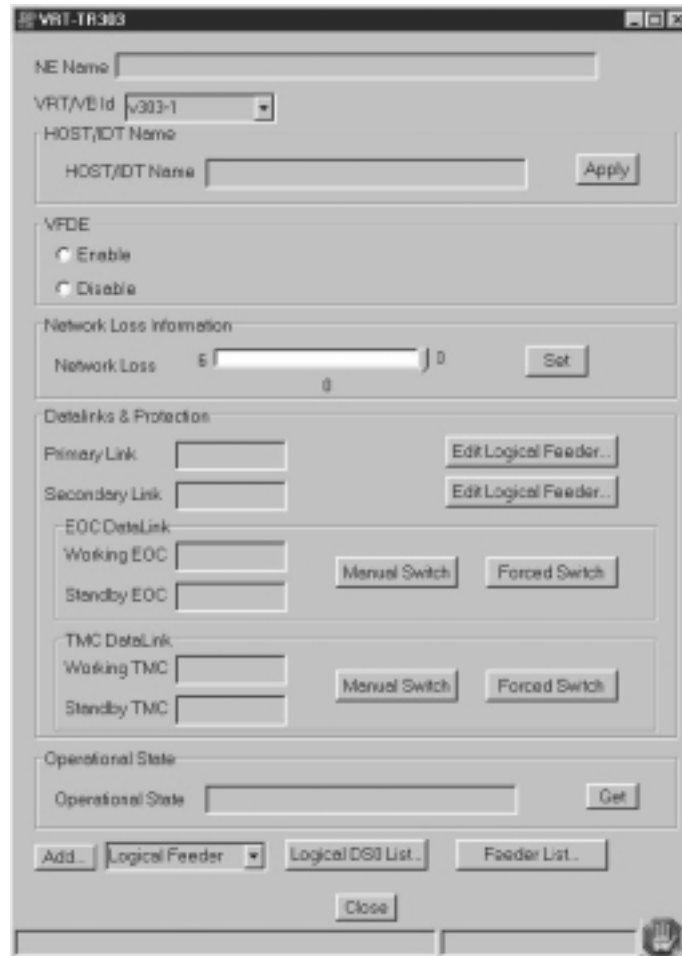 VRT-TR303
NE Name
VRT/VB Id v303-1
HOST/IDT Name
HOST/IDT Name Apply
VFDE
Enable
Disable
Network Loss Information
Network Loss 6 0 Set
0
Datalinks & Protection
Primary Link Edit Logical Feeder...
Secondary Link Edit Logical Feeder...
EOC DataLink
Working EOC
Manual Switch Forced Switch
Standby EOC
TMC DataLink
Working TMC
Manual Switch Forced Switch
Standby TMC
Operational State
Operational State Get
Add... Logical Feeder Logical DS0 List... Feeder List...
Close